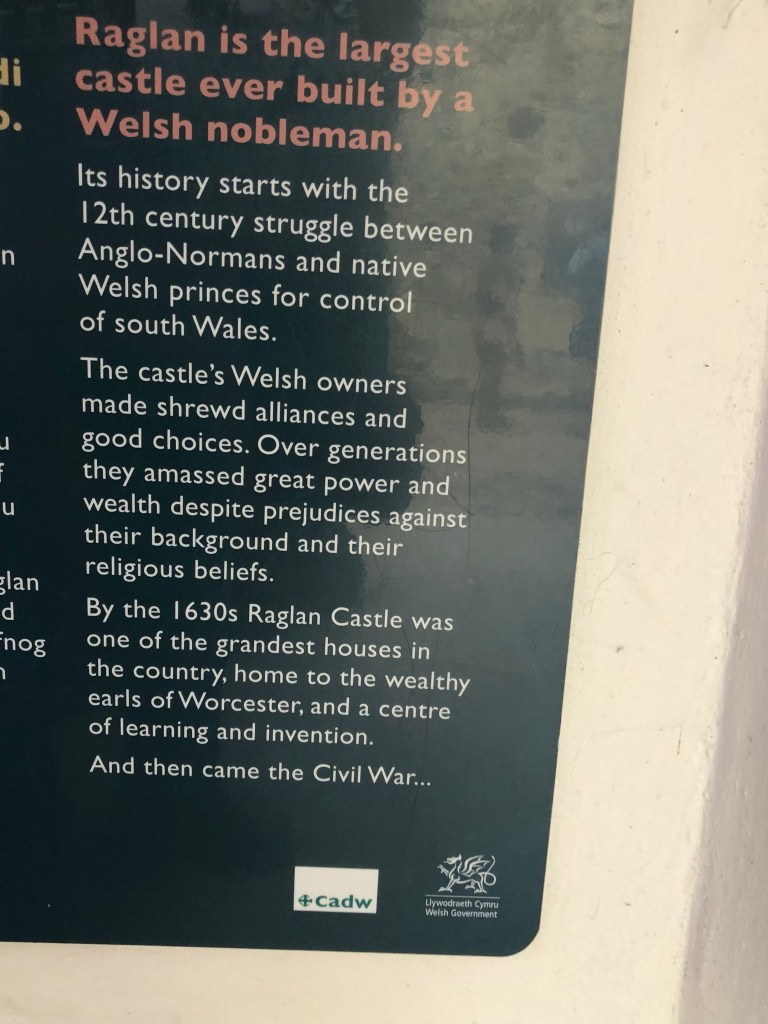 di
o.
n
u
f
u
glan
d
fnog
n
Raglan is the largest
castle ever built by a
Welsh nobleman.
Its history starts with the
12th century struggle between
Anglo-Normans and native
Welsh princes for control
of south Wales.
The castle's Welsh owners
made shrewd alliances and
good choices. Over generations
they amassed great power and
wealth despite prejudices against
their background and their
religious beliefs.
By the 1630s Raglan Castle was
one of the grandest houses in
the country, home to the wealthy
earls of Worcester, and a centre
of learning and invention.
And then came the Civil War...
Cadw
Llywodraeth Cymru
Welsh Government